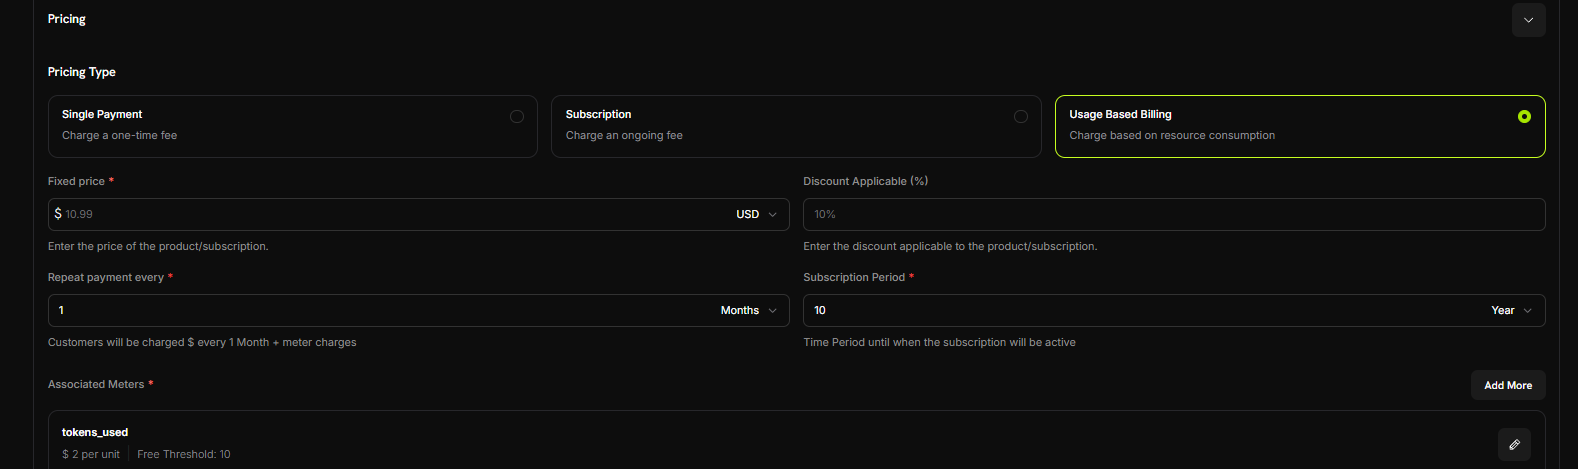 Pricing
Pricing Type
Single Payment
Charge a one-time fee
Subscription
Charge an ongoing fee
Usage Based Billing
Charge based on resource consumption
Fixed price *
$ 10.99 USD
Enter the price of the product/subscription.
Discount Applicable (%)
10%
Enter the discount applicable to the product/subscription.
Repeat payment every *
1 Months
Customers will be charged $ every 1 Month + meter charges
Subscription Period *
10 Year
Time Period until when the subscription will be active
Associated Meters *
Add More
tokens_used
$ 2 per unit Free Threshold: 10